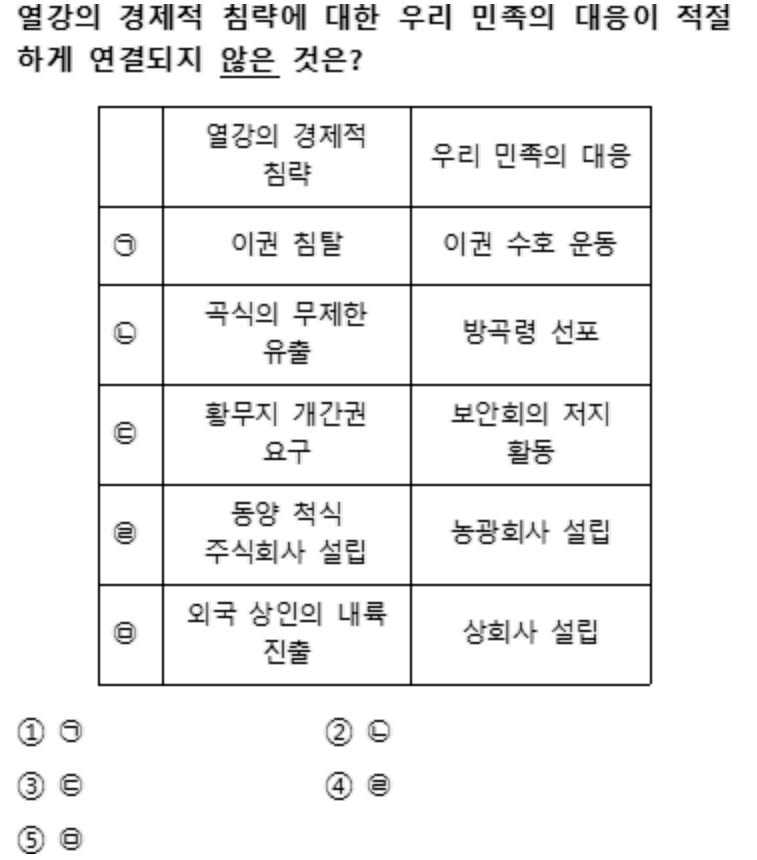 열강의 경제적 침략에 대한 우리 민족의 대응이 적절
하게 연결되지 않은 것은?
열강의 경제적
침략
우리 민족의 대응
㉠ 이권 침탈 이권 수호 운동
㉡ 곡식의 무제한
유출
방곡령 선포
㉢ 황무지 개간권
요구
보안회의 저지
활동
㉣ 동양 척식
주식회사 설립
농광회사 설립
㉤ 외국 상인의 내륙
진출
상회사 설립
① ㉠ ② ㉡
③ ㉢ ④ ㉣
⑤ ㉤